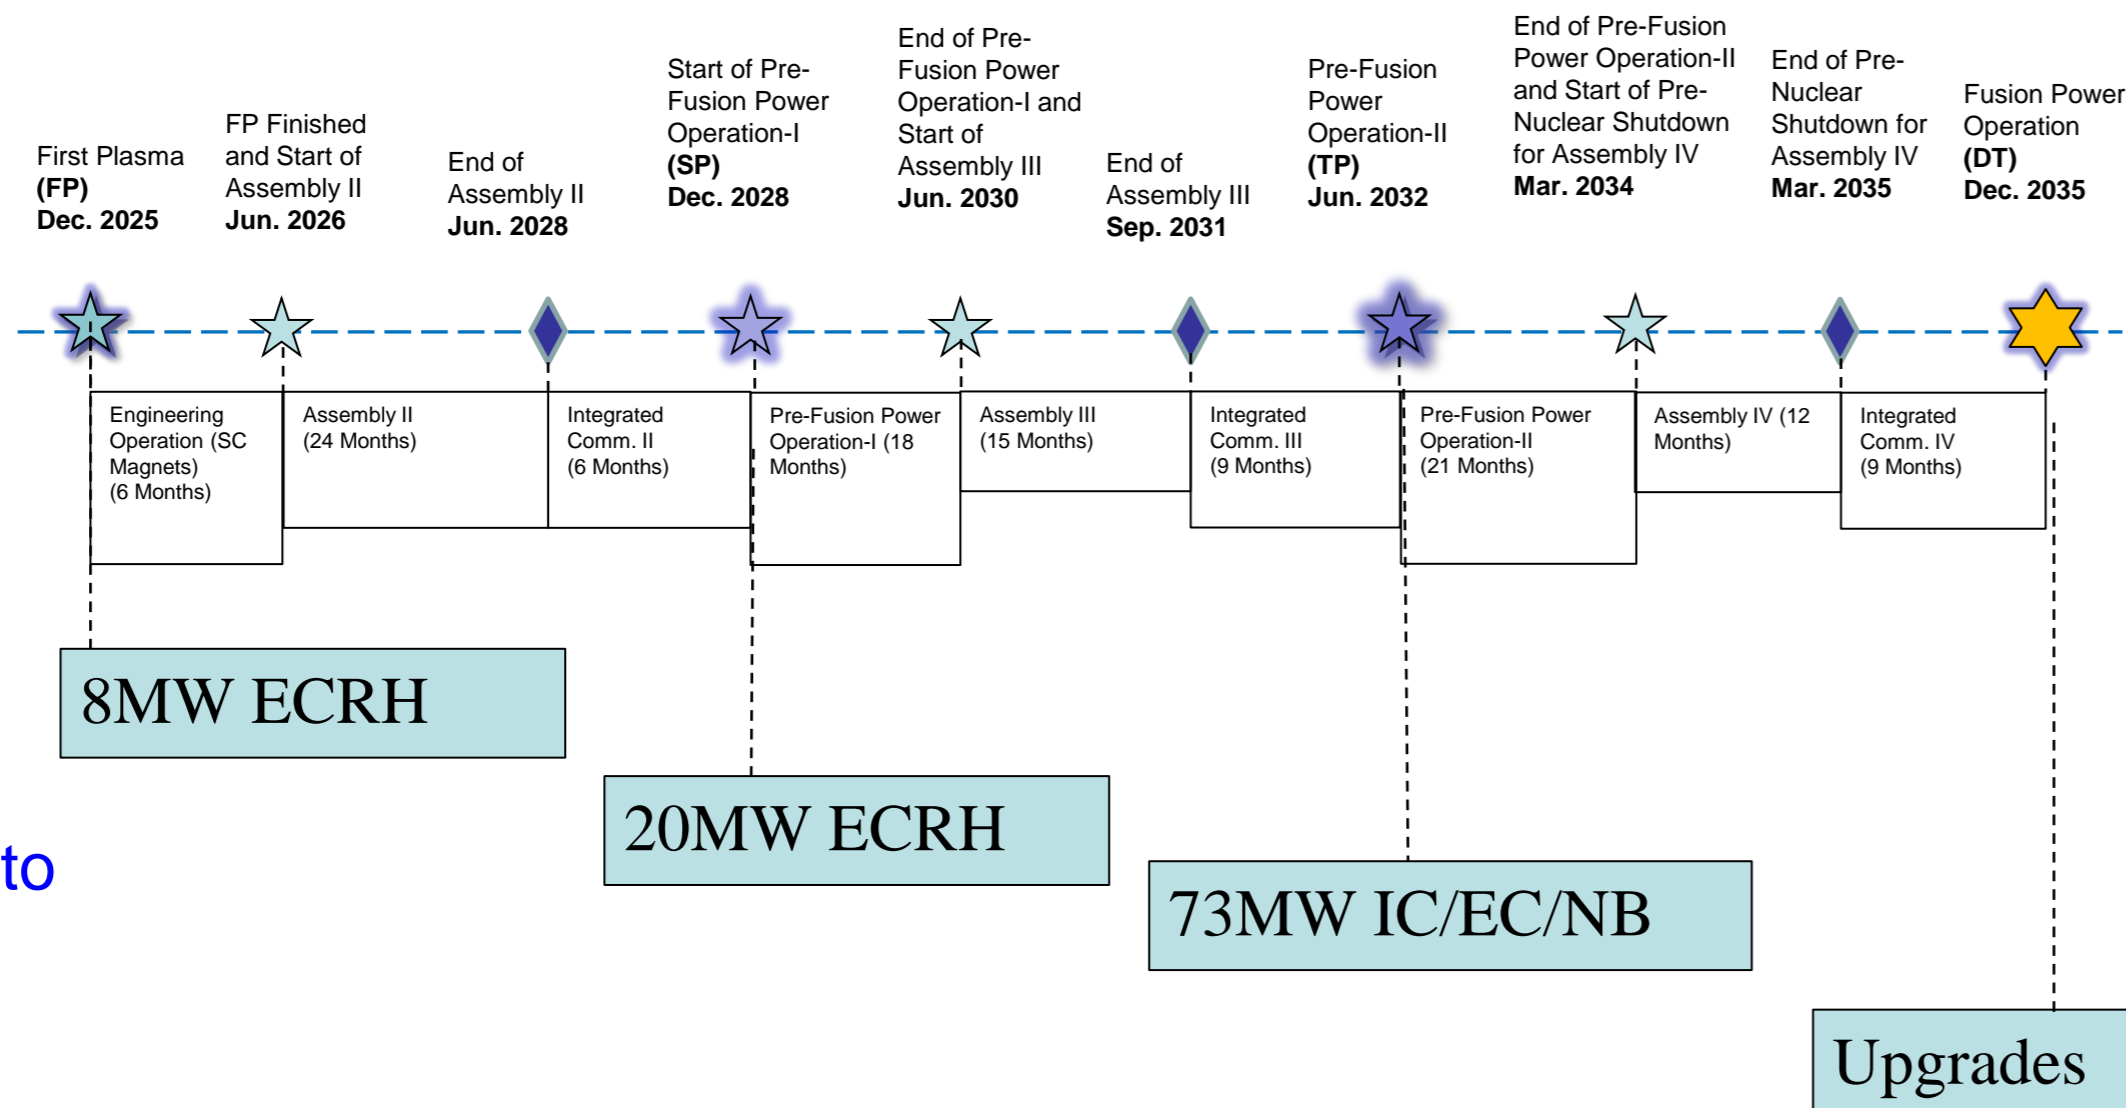 First Plasma
(FP)
Dec. 2025
FP Finished
and Start of
Assembly II
Jun. 2026
End of
Assembly II
Jun. 2028
Start of Pre-
Fusion Power
Operation-I
(SP)
Dec. 2028
End of Pre-
Fusion Power
Operation-I and
Start of
Assembly III
Jun. 2030
End of
Assembly III
Sep. 2031
Pre-Fusion
Power
Operation-II
(TP)
Jun. 2032
End of Pre-Fusion
Power Operation-II
and Start of Pre-
Nuclear Shutdown
for Assembly IV
Mar. 2034
End of Pre-
Nuclear
Shutdown for
Assembly IV
Mar. 2035
Fusion Power
Operation
(DT)
Dec. 2035
Engineering
Operation (SC
Magnets)
(6 Months)
Assembly II
(24 Months)
Integrated
Comm. II
(6 Months)
Pre-Fusion Power
Operation-I (18
Months)
Assembly III
(15 Months)
Integrated
Comm. III
(9 Months)
Pre-Fusion Power
Operation-II
(21 Months)
Assembly IV (12
Months)
Integrated
Comm. IV
(9 Months)
8MW ECRH
20MW ECRH
to
73MW IC/EC/NB
Upgrades